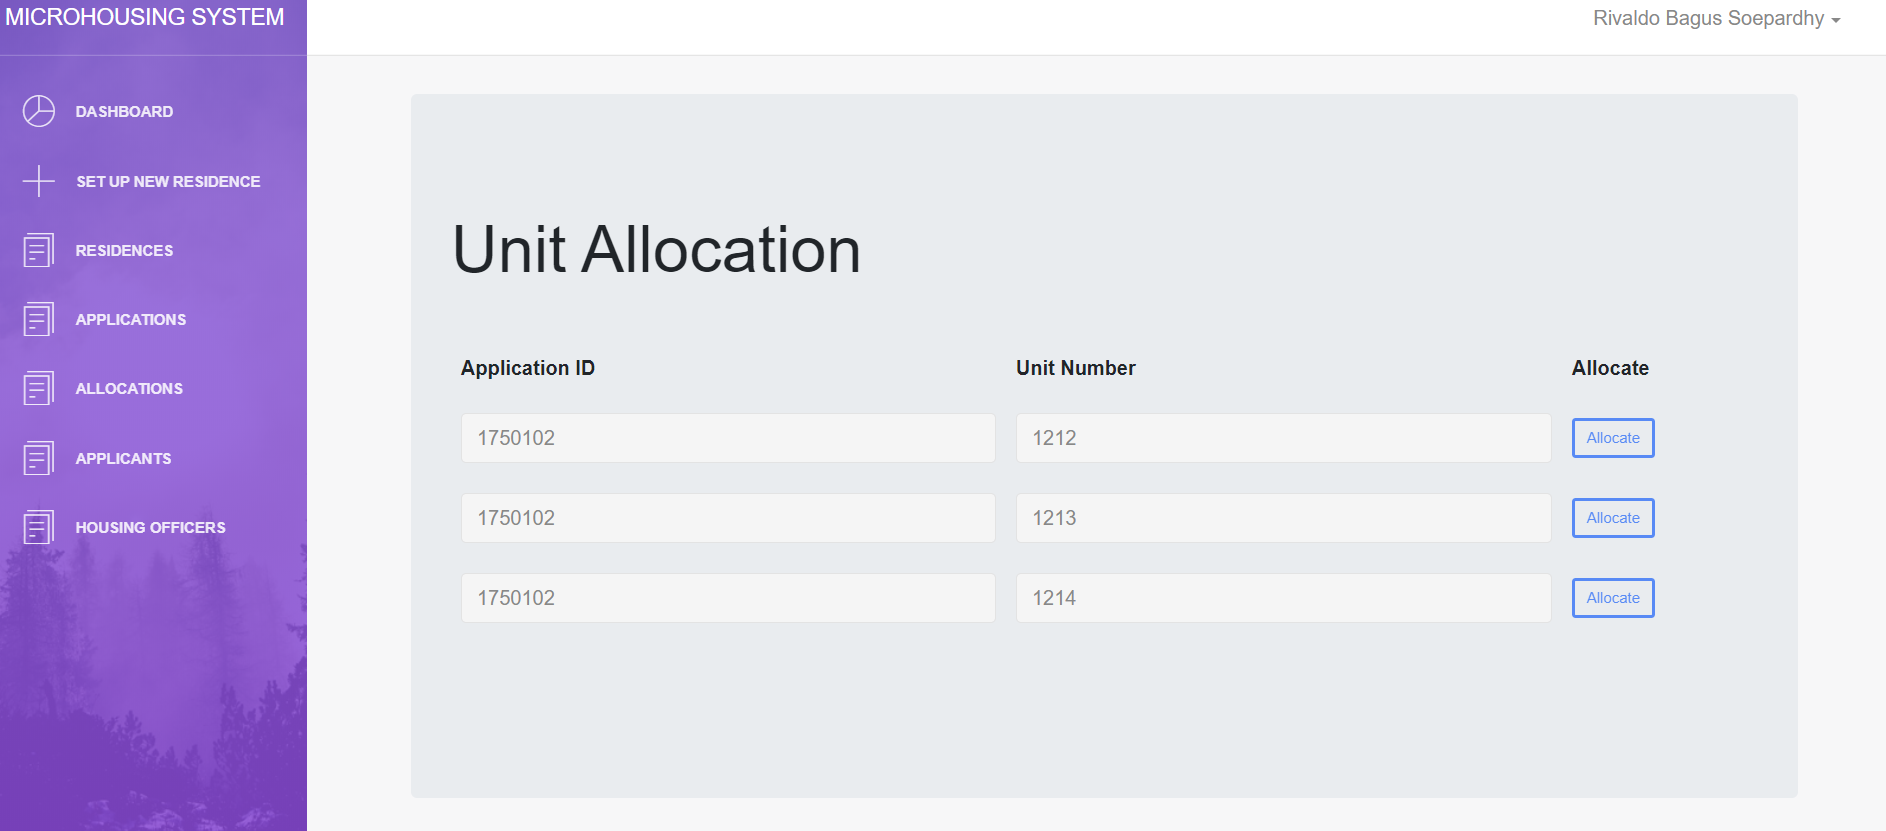 MICROHOUSING SYSTEM
Rivaldo Bagus Soepardhy
DASHBOARD
SET UP NEW RESIDENCE
RESIDENCES
APPLICATIONS
ALLOCATIONS
APPLICANTS
HOUSING OFFICERS
Unit Allocation
Application ID Unit Number Allocate
1750102 1212 Allocate
1750102 1213 Allocate
1750102 1214 Allocate